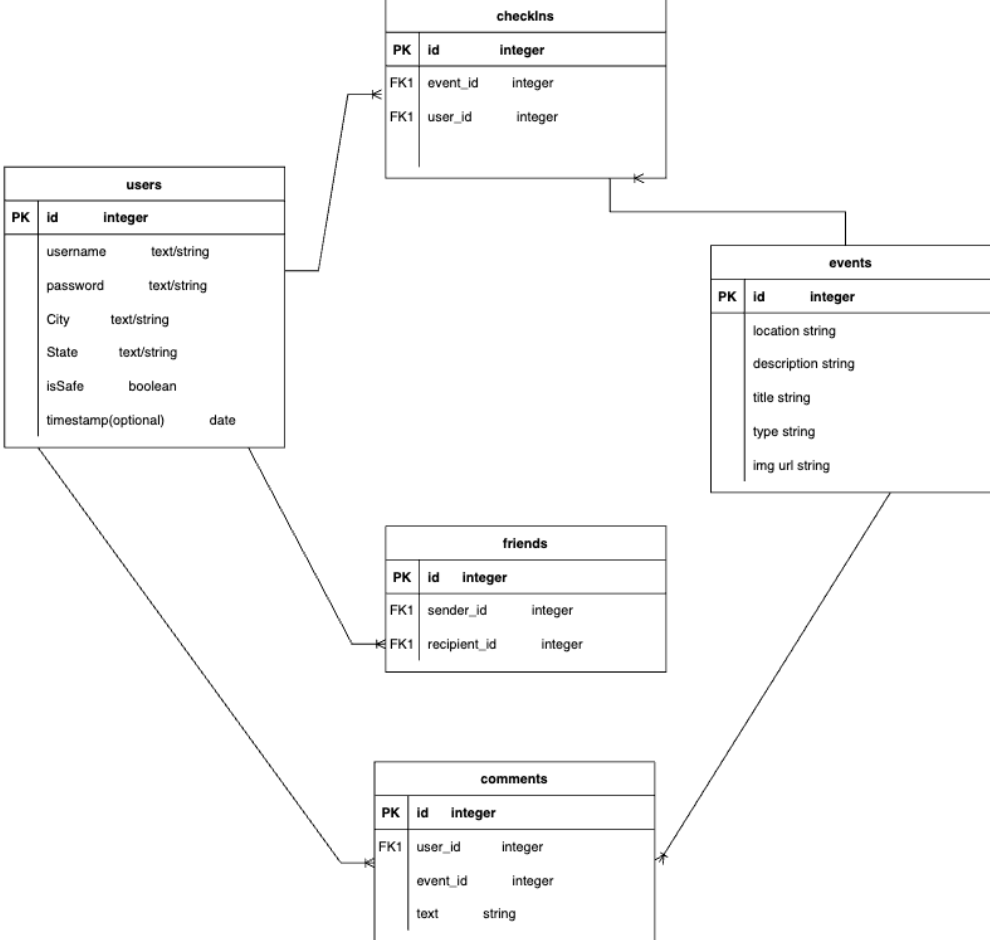 checkIns
PK id integer
FK1 event_id integer
FK1 user_id integer
users
PK id integer
username text/string
password text/string
City text/string
State text/string
isSafe boolean
timestamp(optional) date
events
PK id integer
location string
description string
title string
type string
img url string
friends
PK id integer
FK1 sender_id integer
FK1 recipient_id integer
comments
PK id integer
FK1 user_id integer
event_id integer
text string